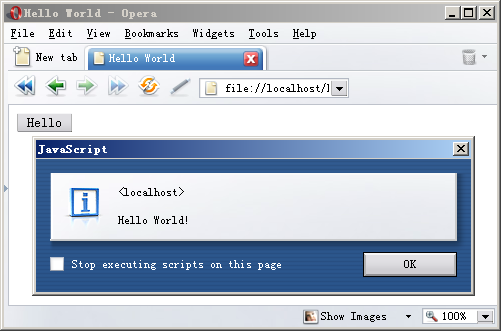 Hello World - Opera
File Edit View Bookmarks Widgets Tools Help
New tab
Hello World
file://localhost/
Hello
JavaScript
<localhost>
Hello World!
Stop executing scripts on this page
OK
Show Images
100%